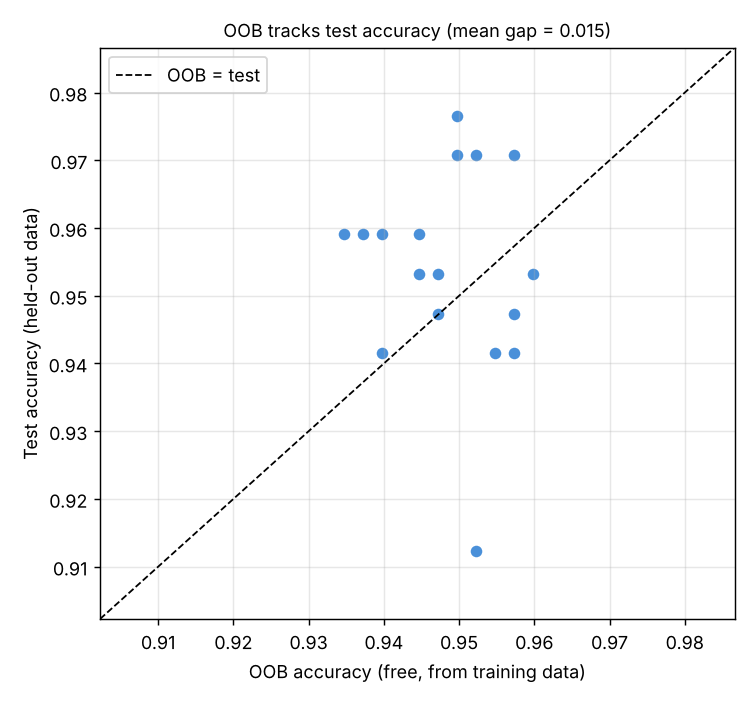 OOB tracks test accuracy (mean gap = 0.015)
OOB = test
0.98
0.97
0.96
0.95
0.94
0.93
0.92
0.91
Test accuracy (held-out data)
0.91 0.92 0.93 0.94 0.95 0.96 0.97 0.98
OOB accuracy (free, from training data)